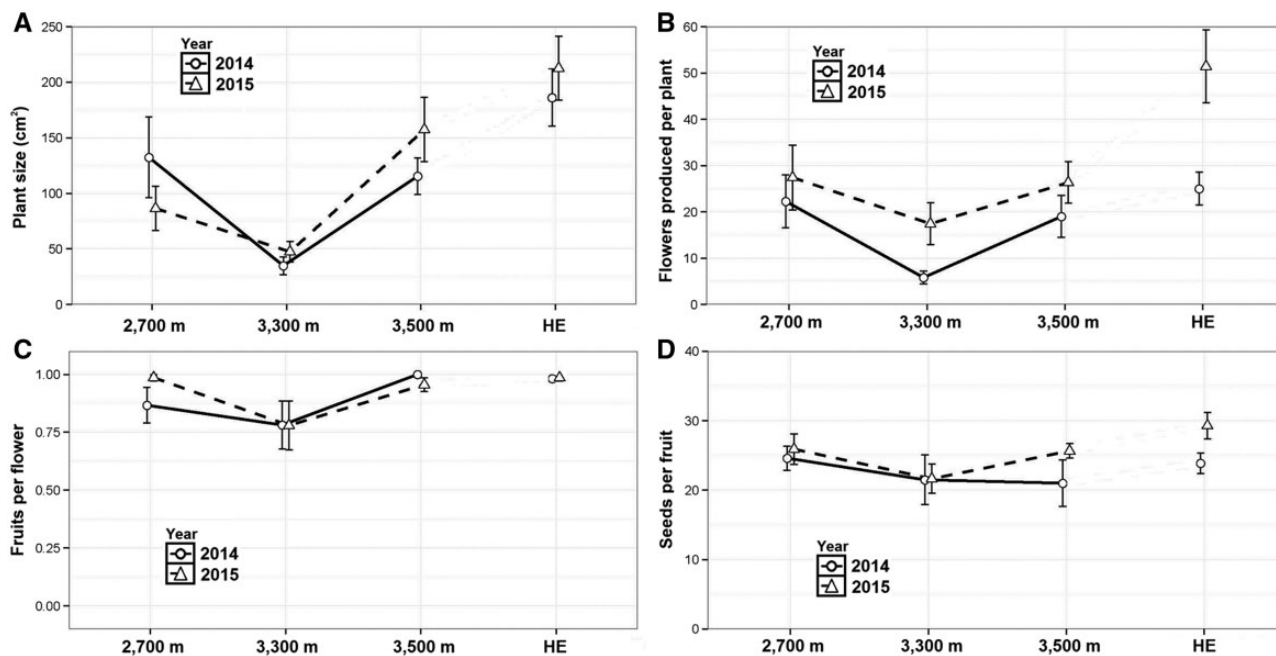 A
Plant size (cm²)
250
200
150
100
50
0
Year
2014
2015
2,700 m 3,300 m 3,500 m HE
B
Flowers produced per plant
60
50
40
30
20
10
0
Year
2014
2015
2,700 m 3,300 m 3,500 m HE
C
Fruits per flower
1.00
0.75
0.50
0.25
0.00
Year
2014
2015
2,700 m 3,300 m 3,500 m HE
D
Seeds per fruit
40
30
20
10
0
Year
2014
2015
2,700 m 3,300 m 3,500 m HE